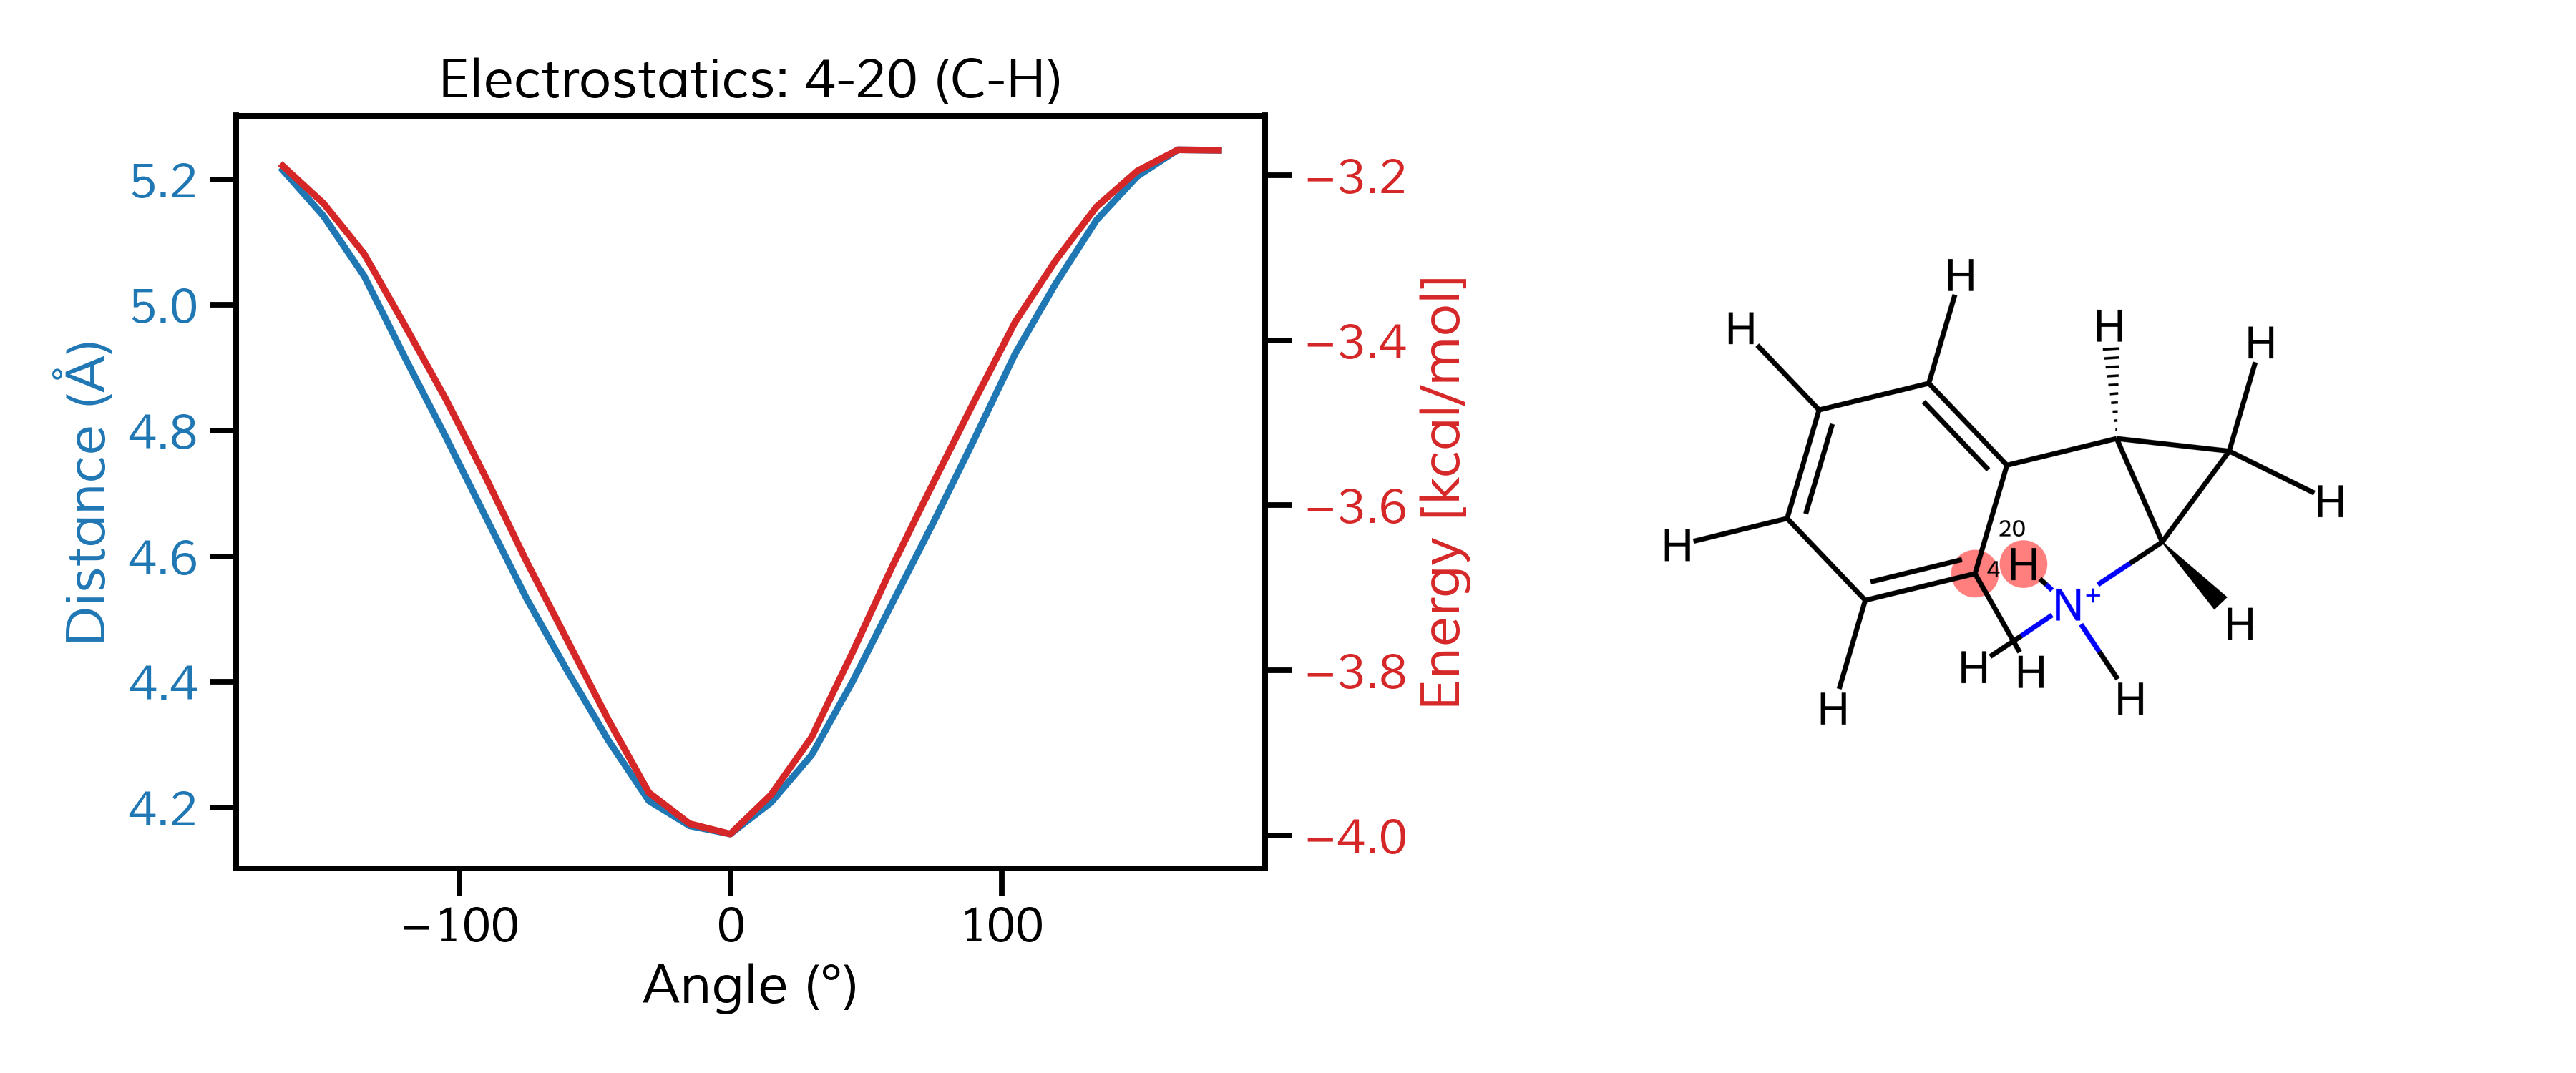 Electrostatics: 4-20 (C-H)
Distance (Å)
5.2
5.0
4.8
4.6
4.4
4.2
−100
0
100
Angle (°)
−3.2
−3.4
−3.6
−3.8
−4.0
Energy [kcal/mol]
H
H
H
H
H
H
H
20
4
H
N+
H
H
H
H
H